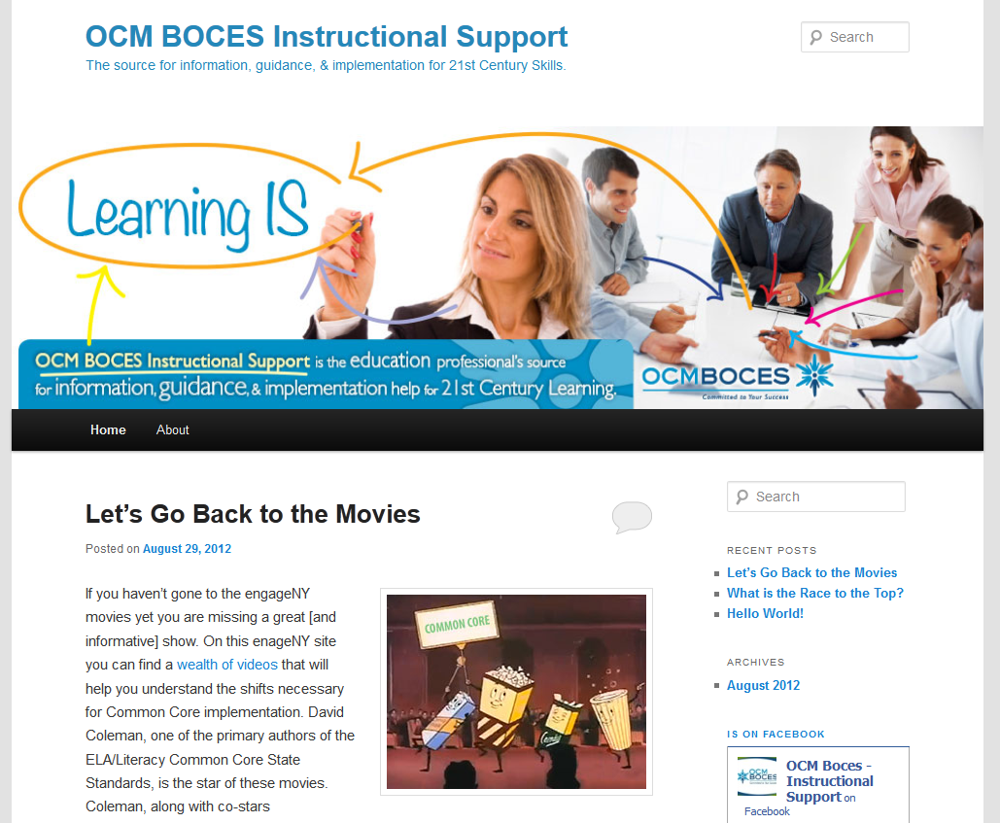 OCM BOCES Instructional Support
The source for information, guidance, & implementation for 21st Century Skills.
Search
Learning IS
OCM BOCES Instructional Support is the education professional's source
for information, guidance, & implementation help for 21st Century Learning.
OCMBOCES
Committed to Your Success
Home
About
Let’s Go Back to the Movies
Posted on August 29, 2012
If you haven’t gone to the engageNY
movies yet you are missing a great [and
informative] show. On this enageNY site
you can find a wealth of videos that will
help you understand the shifts necessary
for Common Core implementation. David
Coleman, one of the primary authors of the
ELA/Literacy Common Core State
Standards, is the star of these movies.
Coleman, along with co-stars
COMMON CORE
Candy
Search
RECENT POSTS
Let’s Go Back to the Movies
What is the Race to the Top?
Hello World!
ARCHIVES
August 2012
IS ON FACEBOOK
OCM BOCES
OCM Boces -
Instructional
Support on
Facebook